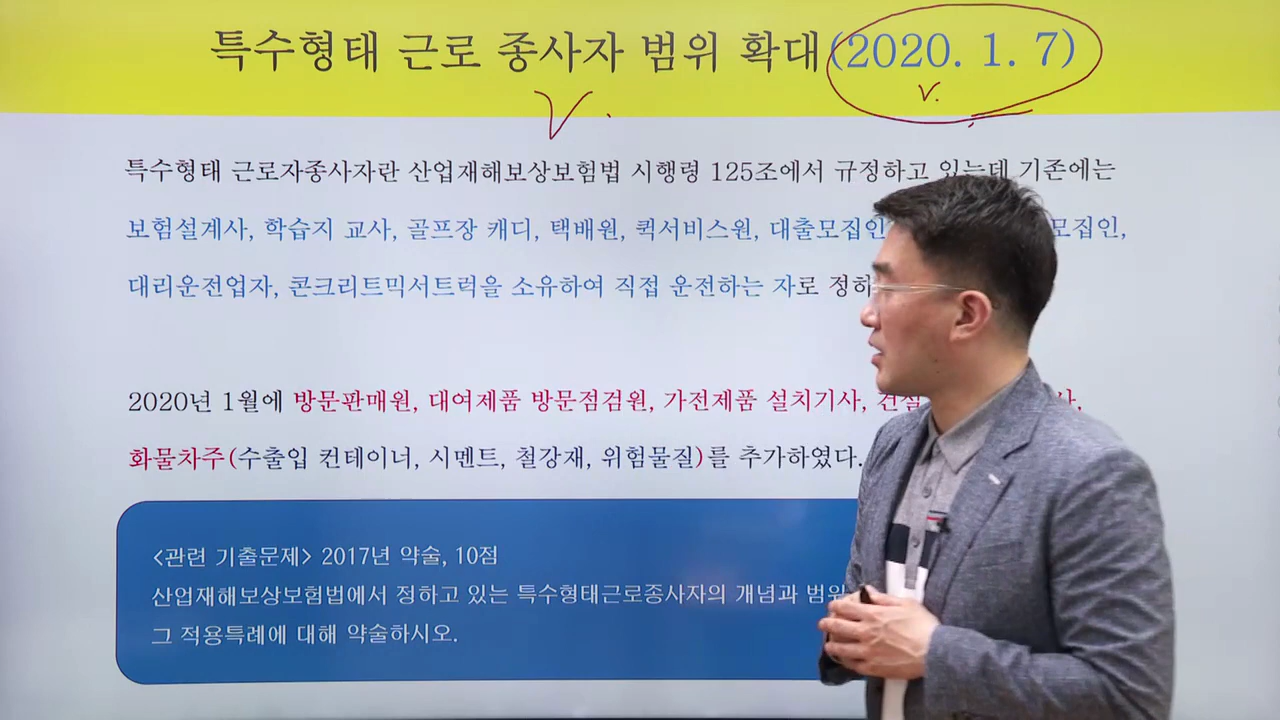 특수형태 근로 종사자 범위 확대(2020. 1. 7)
특수형태 근로자종사자란 산업재해보상보험법 시행령 125조에서 규정하고 있는데 기존에는
보험설계사, 학습지 교사, 골프장 캐디, 택배원, 퀵서비스원, 대출모집인 모집인,
대리운전업자, 콘크리트믹서트럭을 소유하여 직접 운전하는 자로
2020년 1월에 방문판매원, 대여제품 방문점검원, 가전제품 설치기사,
화물차주(수출입 컨테이너, 시멘트, 철강재, 위험물질)를 추가하였다.
<관련 기출문제> 2017년 약술, 10점
산업재해보상보험법에서 정하고 있는 특수형태근로종사자의 개념과 범위
그 적용특례에 대해 약술하시오.